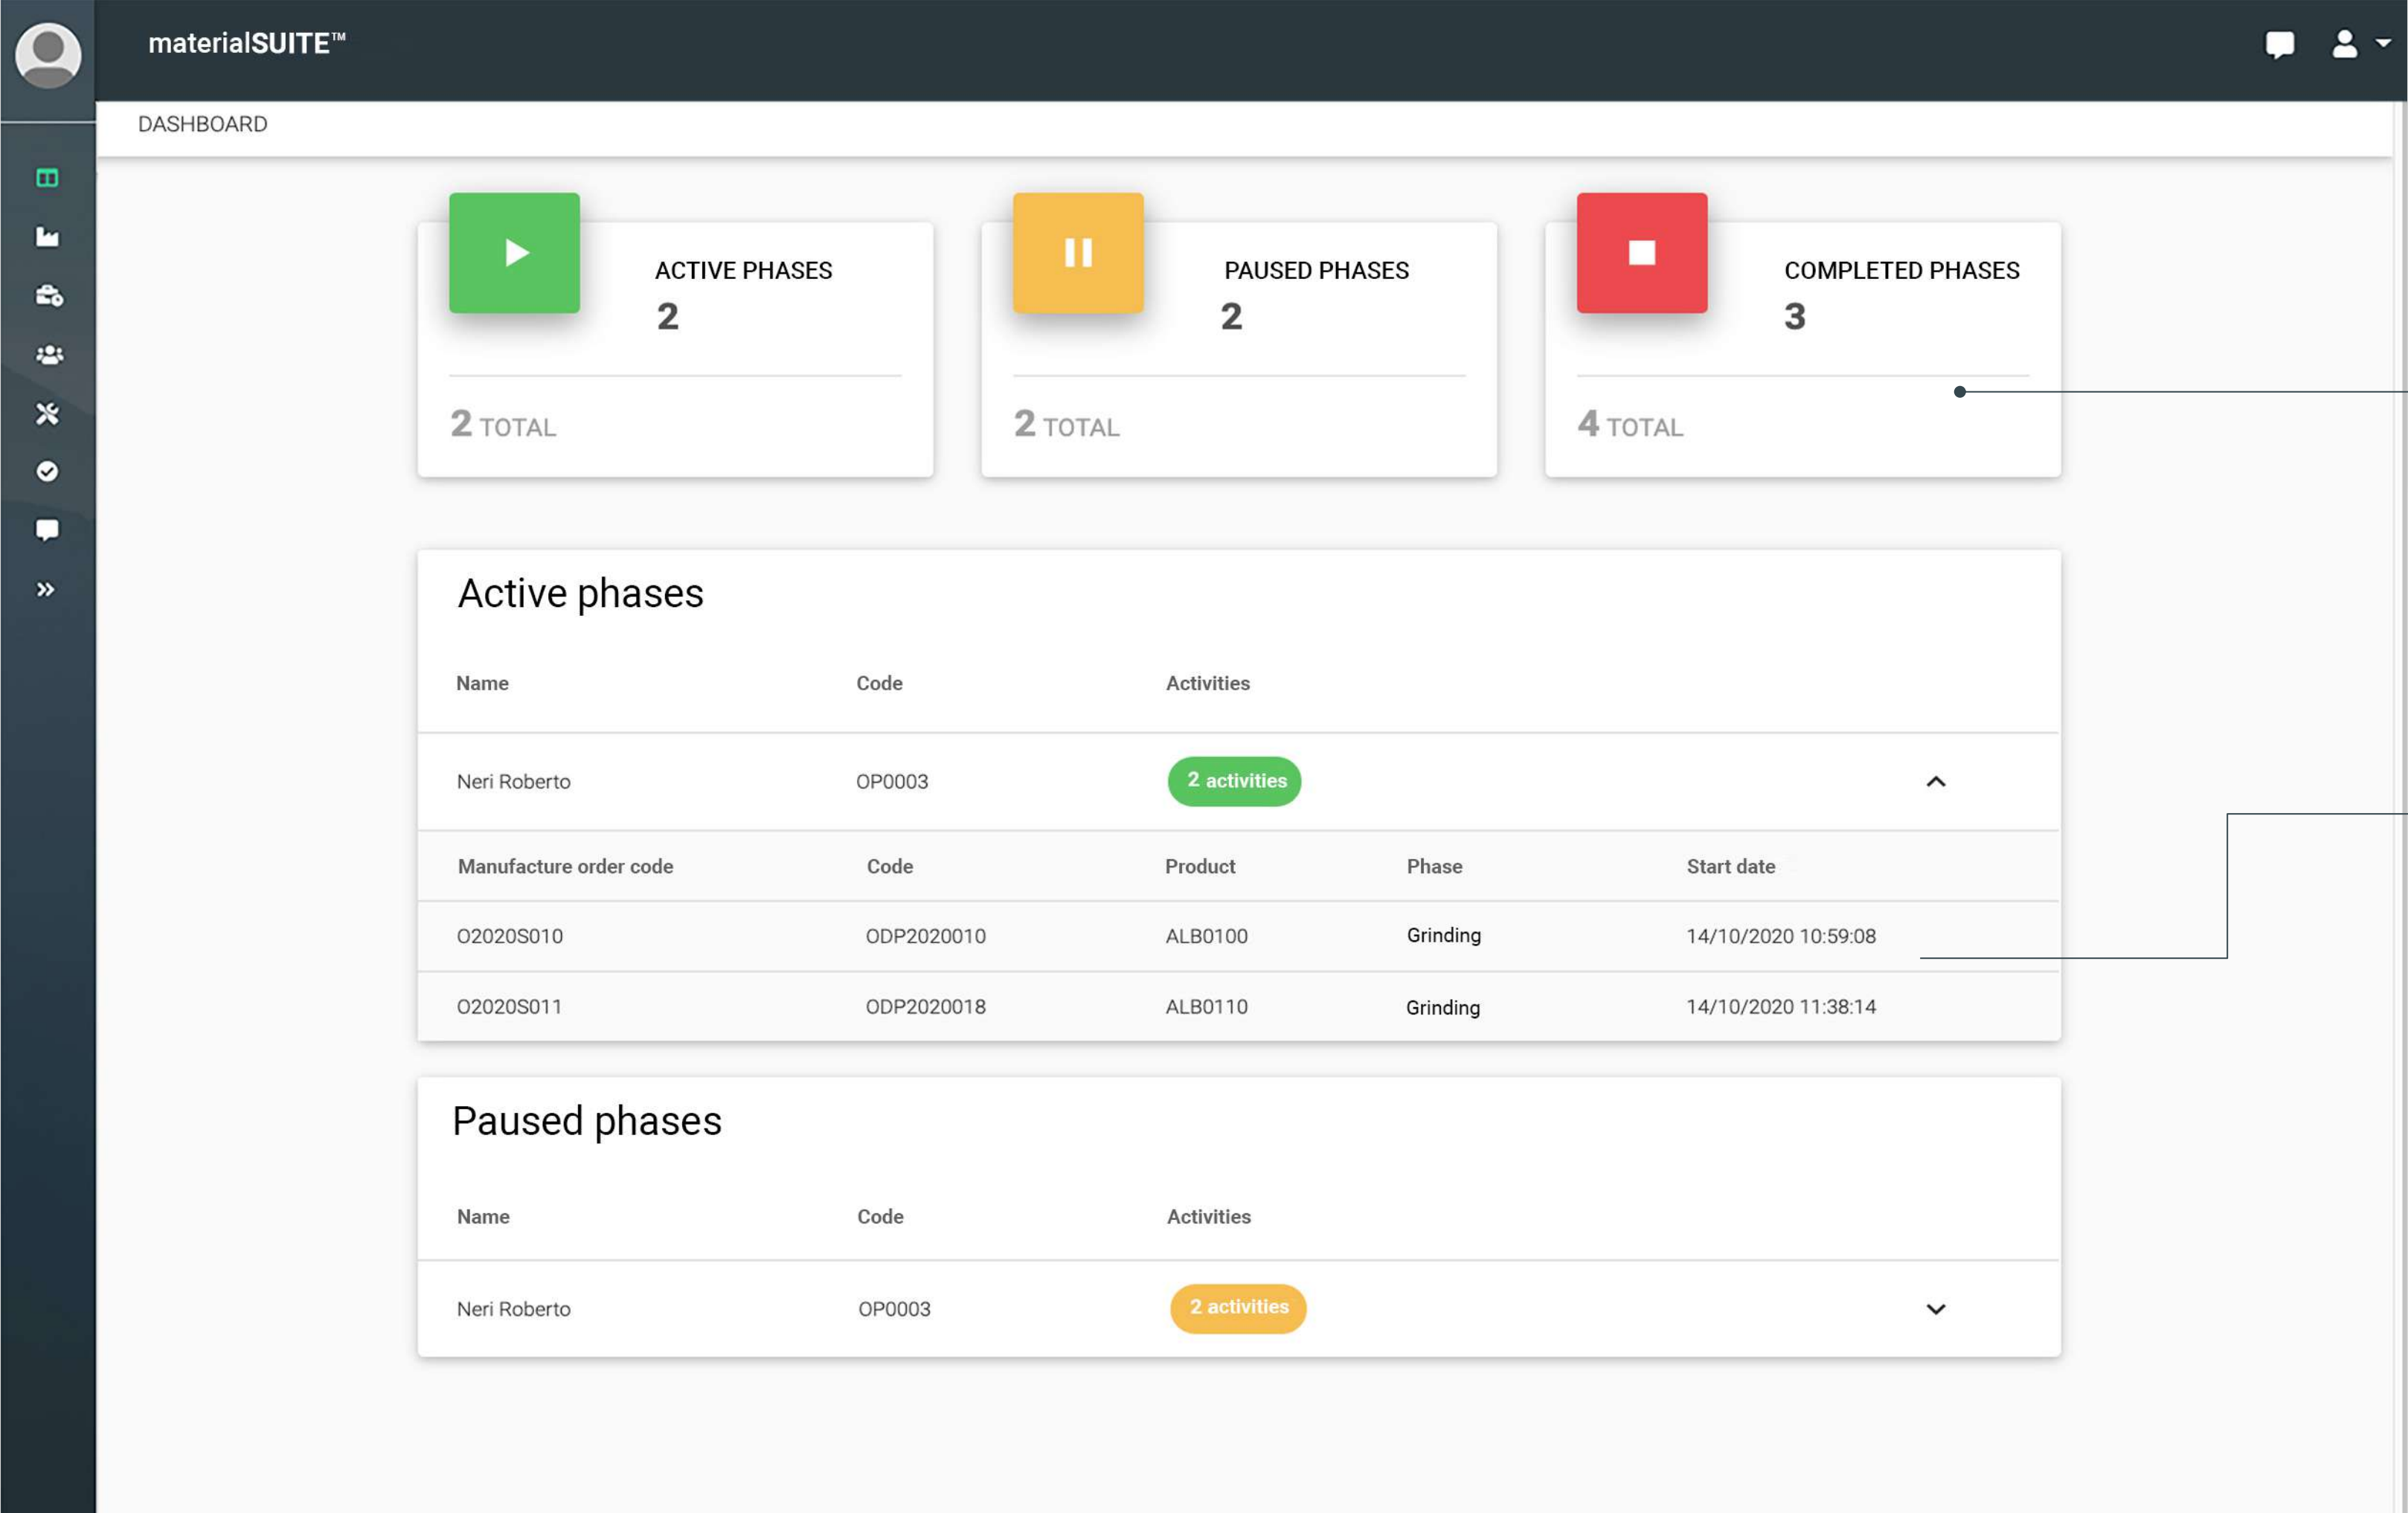 materialSUITE™
DASHBOARD
ACTIVE PHASES
2
2 TOTAL
PAUSED PHASES
2
2 TOTAL
COMPLETED PHASES
3
4 TOTAL
Active phases
Name Code Activities
Neri Roberto OP0003 2 activities
Manufacture order code Code Product Phase Start date
O2020S010 ODP2020010 ALB0100 Grinding 14/10/2020 10:59:08
O2020S011 ODP2020018 ALB0110 Grinding 14/10/2020 11:38:14
Paused phases
Name Code Activities
Neri Roberto OP0003 2 activities